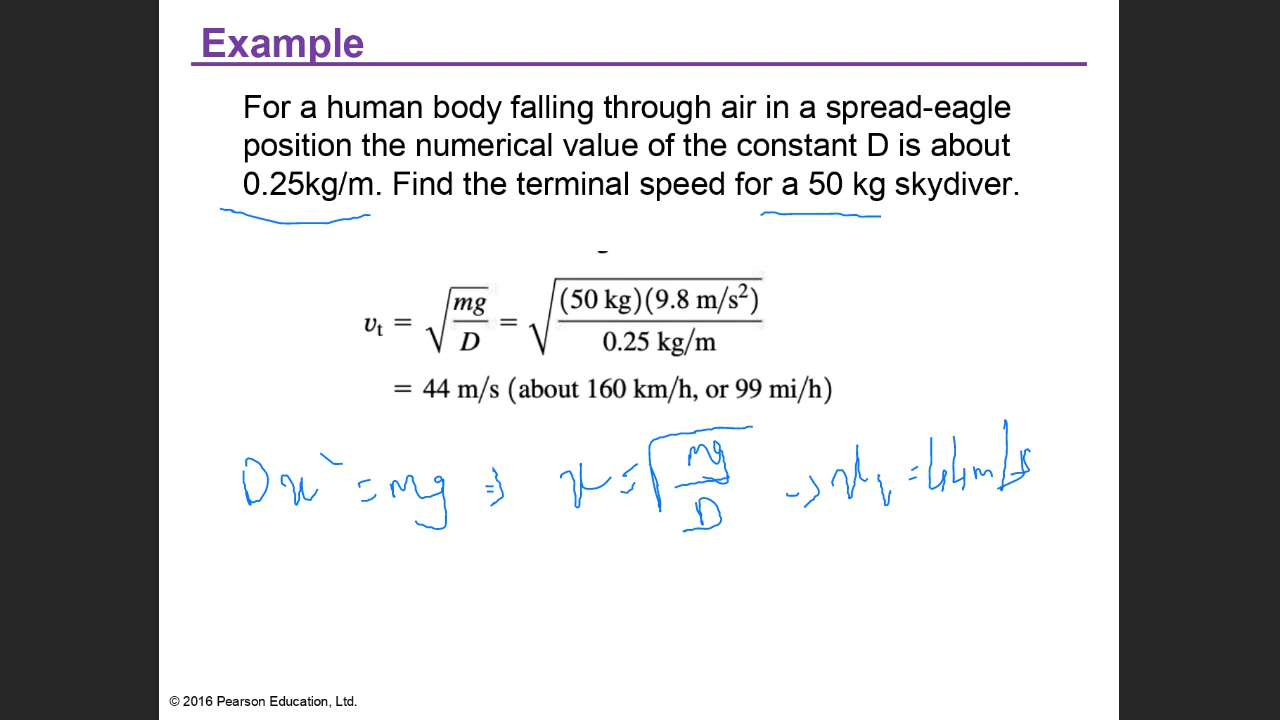 Example
For a human body falling through air in a spread-eagle
position the numerical value of the constant D is about
0.25kg/m. Find the terminal speed for a 50 kg skydiver.
υt = √(mg/D) = √((50 kg)(9.8 m/s²)/0.25 kg/m)
= 44 m/s (about 160 km/h, or 99 mi/h)
Dv² = mg ⇒ v = √(mg/D) → vt = 44m/s
© 2016 Pearson Education, Ltd.